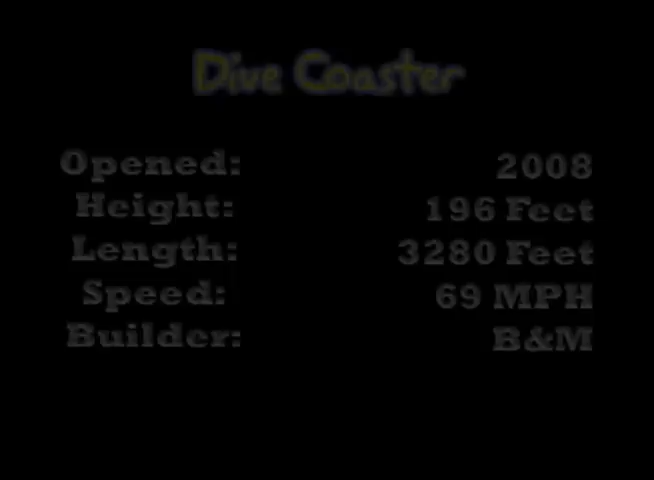 Dive Coaster
Opened: 2008
Height: 196 Feet
Length: 3280 Feet
Speed: 69 MPH
Builder: B&M